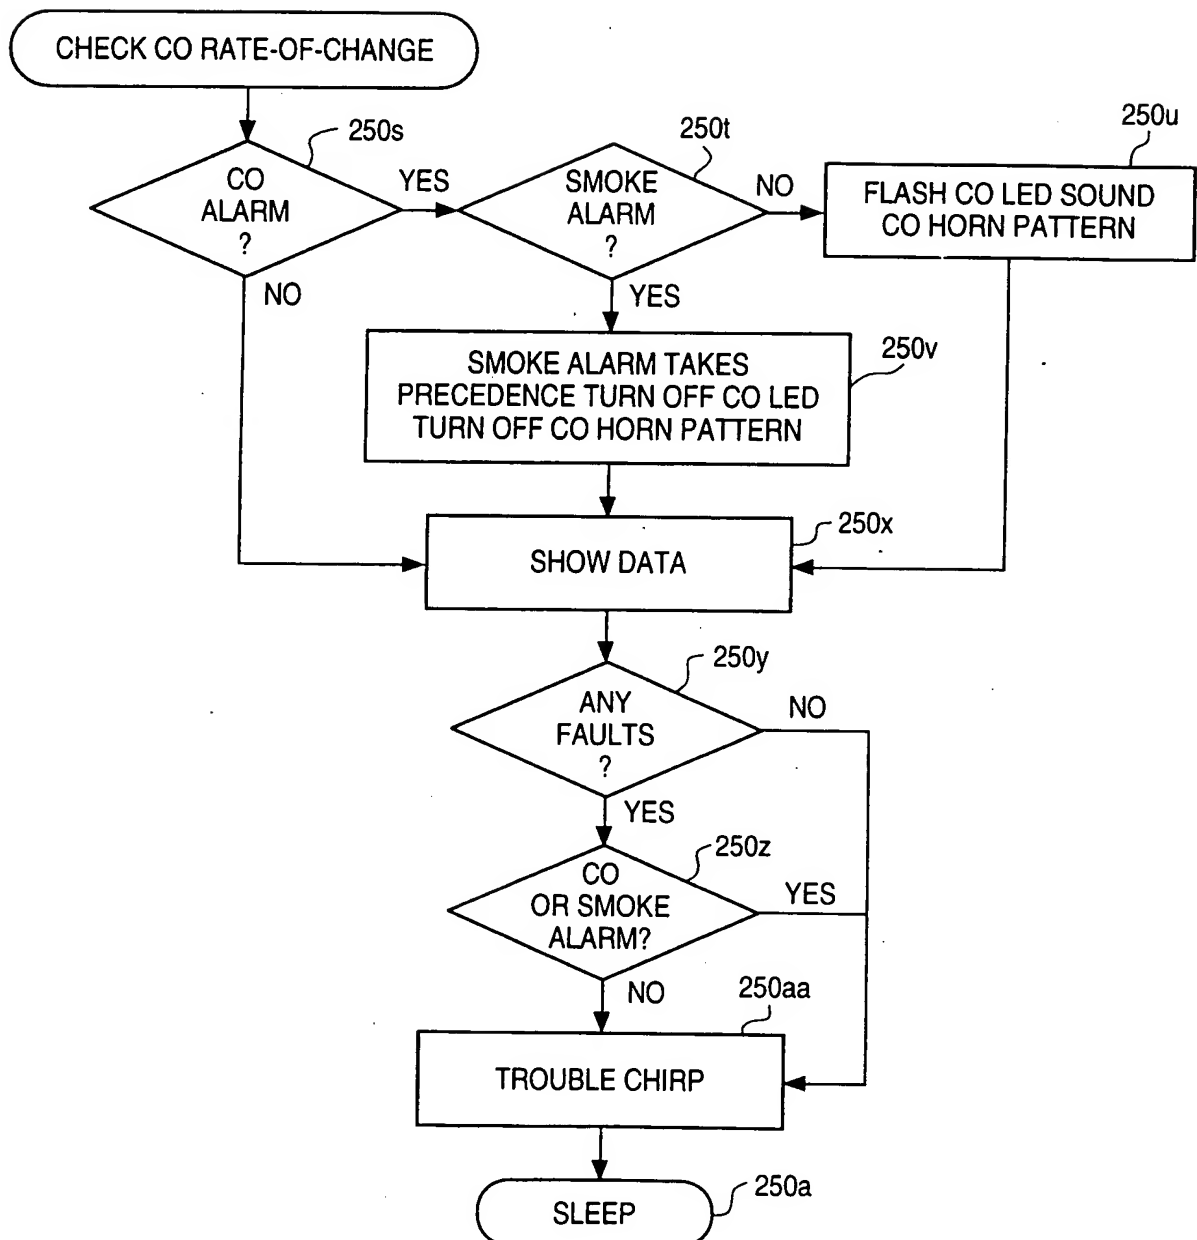 CHECK CO RATE-OF-CHANGE
250s
CO
ALARM
?
YES
NO
250t
SMOKE
ALARM
?
NO
YES
250u
FLASH CO LED SOUND
CO HORN PATTERN
250v
SMOKE ALARM TAKES
PRECEDENCE TURN OFF CO LED
TURN OFF CO HORN PATTERN
250x
SHOW DATA
250y
ANY
FAULTS
?
NO
YES
250z
CO
OR SMOKE
ALARM?
YES
NO
250aa
TROUBLE CHIRP
250a
SLEEP